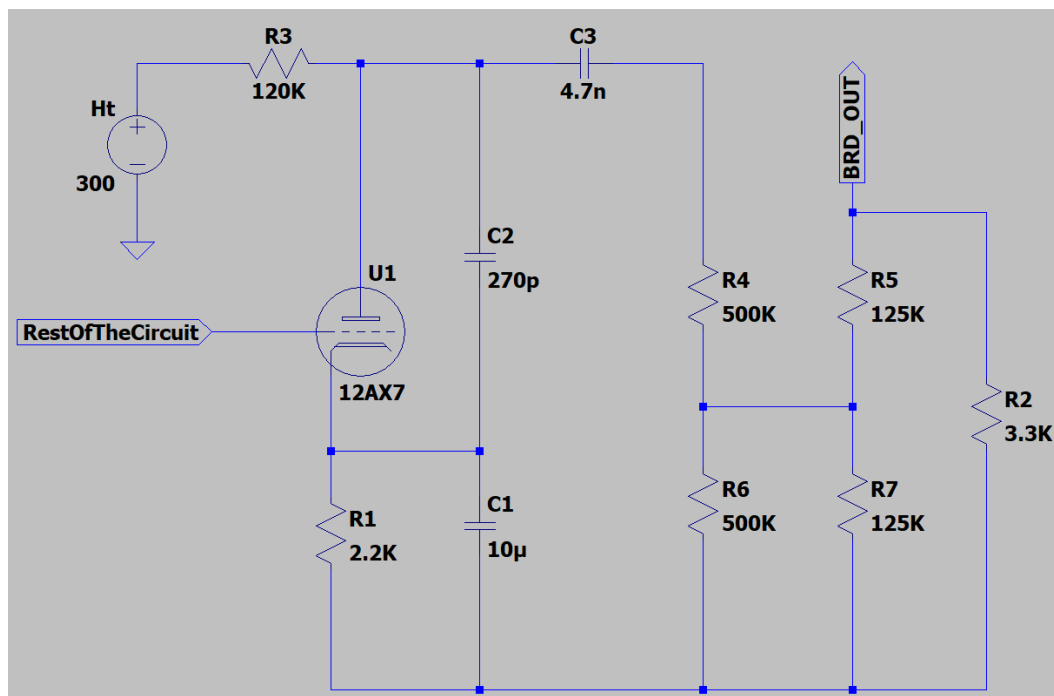 R3
120K
C3
4.7n
Ht
+
300
BRD_OUT
C2
270p
U1
R4
500K
R5
125K
RestOfTheCircuit
12AX7
R2
3.3K
R1
2.2K
C1
10µ
R6
500K
R7
125K